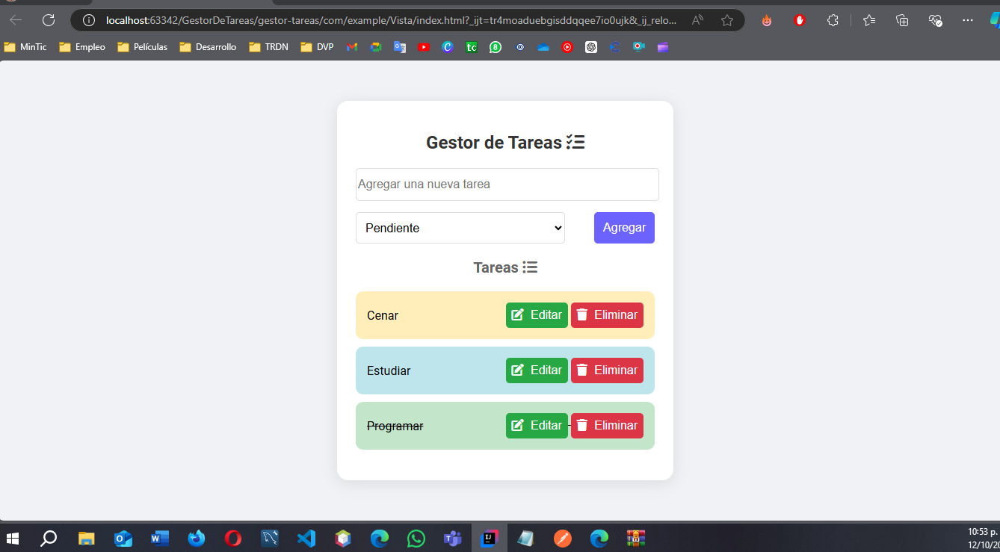 localhost:63342/GestorDeTareas/gestor-tareas/com/example/Vista/index.html?_ijt=tr4moaduebgisddqqee7io0ujk&_ij_relo...
MinTic Empleo Películas Desarrollo TRDN DVP
Gestor de Tareas
Agregar una nueva tarea
Pendiente Agregar
Tareas
Cenar Editar Eliminar
Estudiar Editar Eliminar
Programar Editar Eliminar
10:53 p.
12/10/20